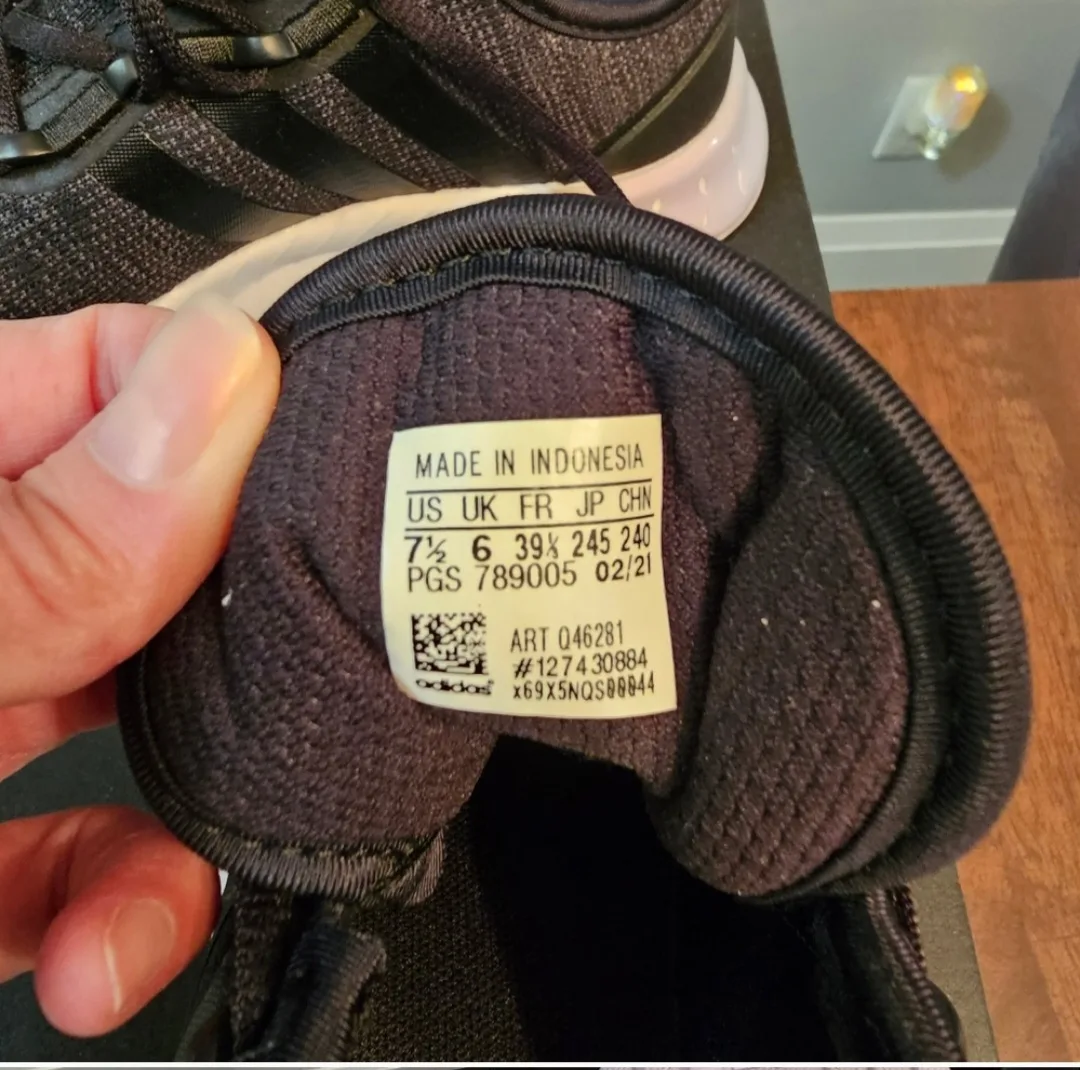 MADE IN INDONESIA
US UK FR JP CHN
7½ 6 39⅓ 245 240
PGS 789005 02/21
ART Q46281
#127430884
adidas
x69X5NQS00044